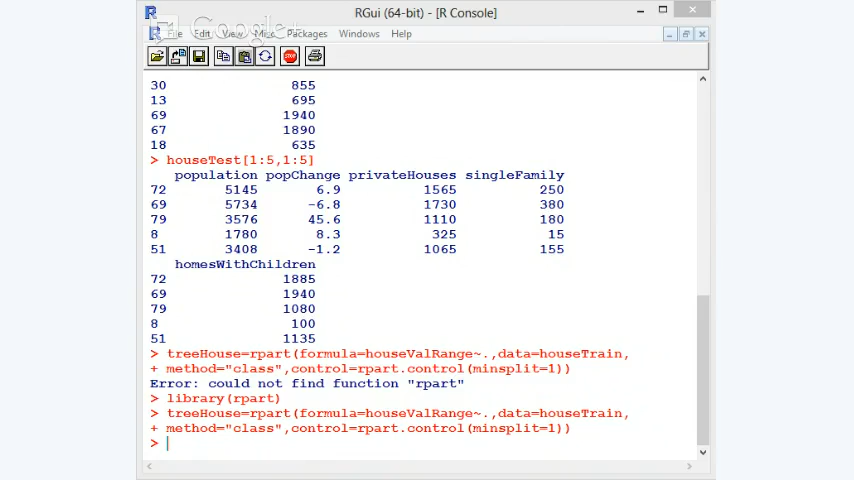 RGui (64-bit) - [R Console]
Google+
File Edit View Misc Packages Windows Help
STOP
30 855
13 695
69 1940
67 1890
18 635
> houseTest[1:5,1:5]
population popChange privateHouses singleFamily
72 5145 6.9 1565 250
69 5734 -6.8 1730 380
79 3576 45.6 1110 180
8 1780 8.3 325 15
51 3408 -1.2 1065 155
homesWithChildren
72 1885
69 1940
79 1080
8 100
51 1135
> treeHouse=rpart(formula=houseValRange~.,data=houseTrain,
+ method="class",control=rpart.control(minsplit=1))
Error: could not find function "rpart"
> library(rpart)
> treeHouse=rpart(formula=houseValRange~.,data=houseTrain,
+ method="class",control=rpart.control(minsplit=1))
>